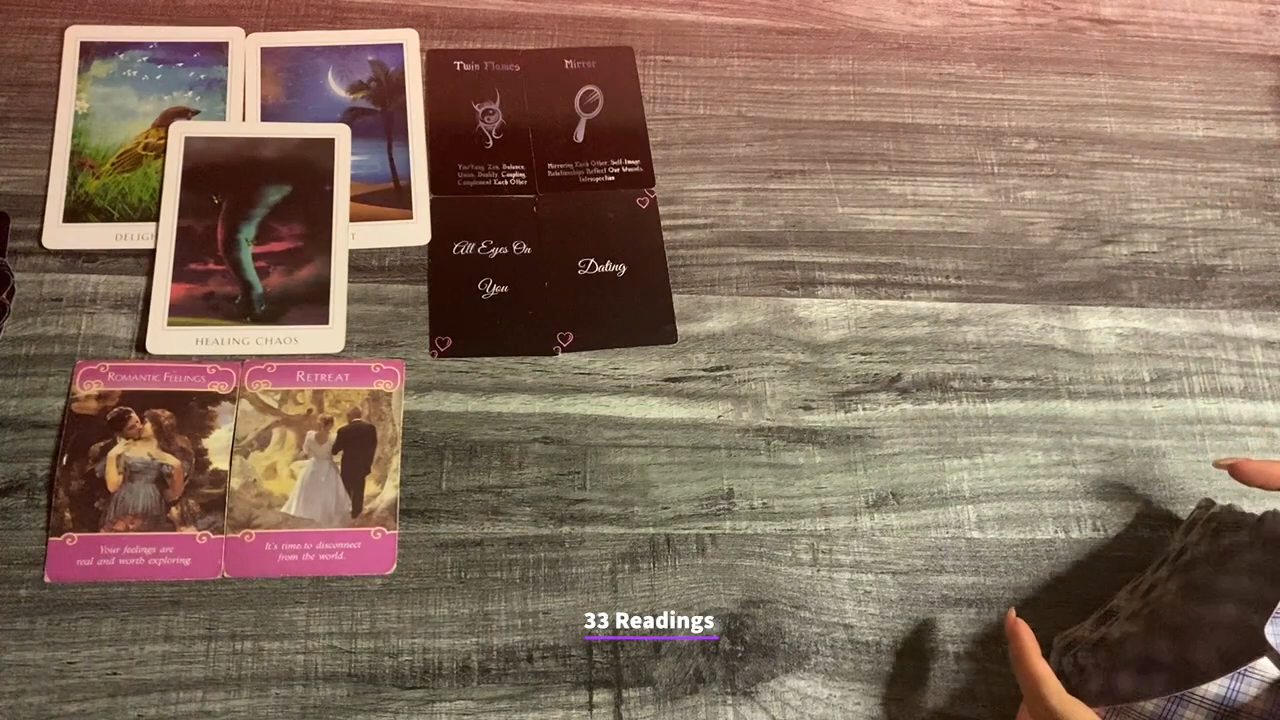 DELIG
T
HEALING CHAOS
Twin Flames
Yin/Yang, Zen, Balance,
Union, Duality, Coupling,
Complement Each Other
Mirror
Mirroring Each Other, Self-Image,
Relationships Reflect Our Wounds,
Introspection
All Eyes On
You
Dating
ROMANTIC FEELINGS
Your feelings are
real and worth exploring.
RETREAT
It's time to disconnect
from the world.
33 Readings